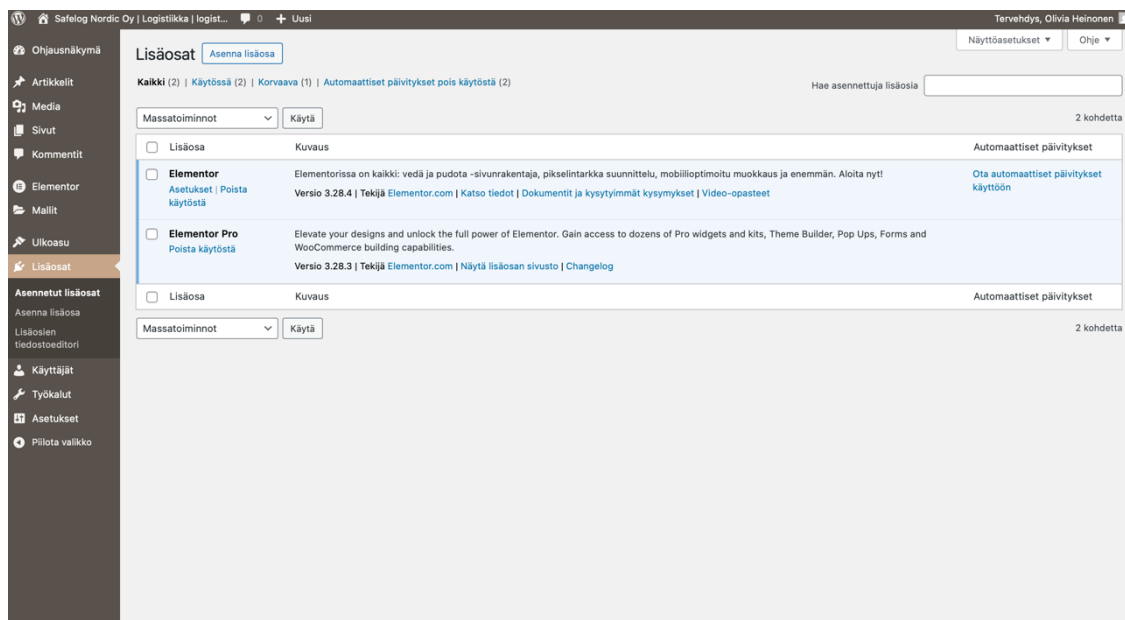 Safelog Nordic Oy | Logistiikka | logist... 0 + Uusi Tervehdys, Olivia Heinonen
Näyttöasetukset ▼ Ohje ▼
Ohjausnäkymä
Artikkelit
Media
Sivut
Kommentit
Elementor
Mallit
Ulkoasu
Lisäosat
Asennetut lisäosat
Asenna lisäosa
Lisäosien
tiedostoeditori
Käyttäjät
Työkalut
Asetukset
Piilota valikko
Lisäosat Asenna lisäosa
Kaikki (2) | Käytössä (2) | Korvaava (1) | Automaattiset päivitykset pois käytöstä (2)
Hae asennettuja lisäosia
Massatoiminnot Käytä 2 kohdetta
Lisäosa Kuvaus Automaattiset päivitykset
Elementor
Asetukset | Poista
käytöstä
Elementorissa on kaikki: vedä ja pudota -sivunrakentaja, pikselintarkka suunnittelu, mobiilioptimoitu muokkaus ja enemmän. Aloita nyt!
Versio 3.28.4 | Tekijä Elementor.com | Katso tiedot | Dokumentit ja kysytyimmät kysymykset | Video-opasteet
Ota automaattiset päivitykset
käyttöön
Elementor Pro
Poista käytöstä
Elevate your designs and unlock the full power of Elementor. Gain access to dozens of Pro widgets and kits, Theme Builder, Pop Ups, Forms and
WooCommerce building capabilities.
Versio 3.28.3 | Tekijä Elementor.com | Näytä lisäosan sivusto | Changelog
Lisäosa Kuvaus Automaattiset päivitykset
Massatoiminnot Käytä 2 kohdetta